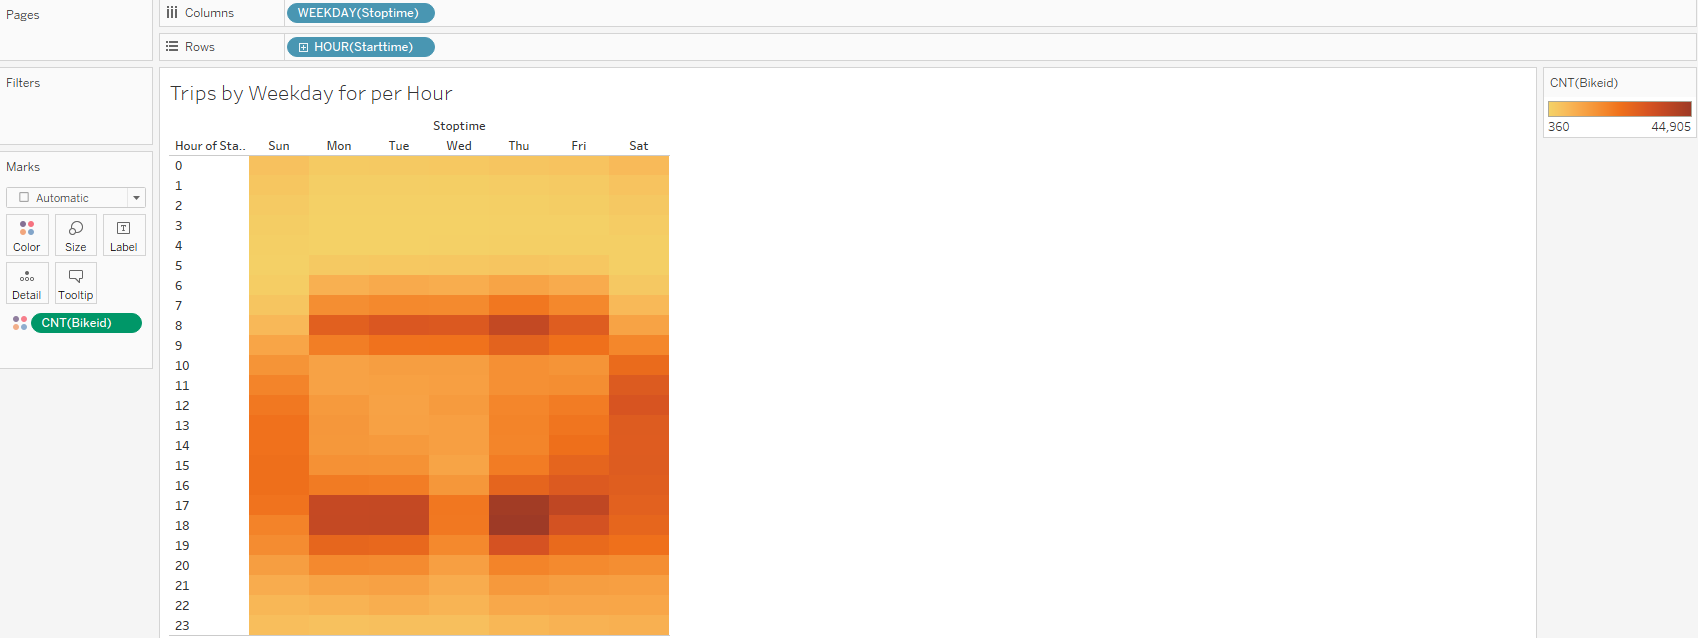 Pages
Columns WEEKDAY(Stoptime)
Rows HOUR(Starttime)
Filters
Marks
Automatic
Color Size Label
Detail Tooltip
CNT(Bikeid)
Trips by Weekday for per Hour
Stoptime
Hour of Sta.. Sun Mon Tue Wed Thu Fri Sat
0
1
2
3
4
5
6
7
8
9
10
11
12
13
14
15
16
17
18
19
20
21
22
23
CNT(Bikeid)
360 44,905